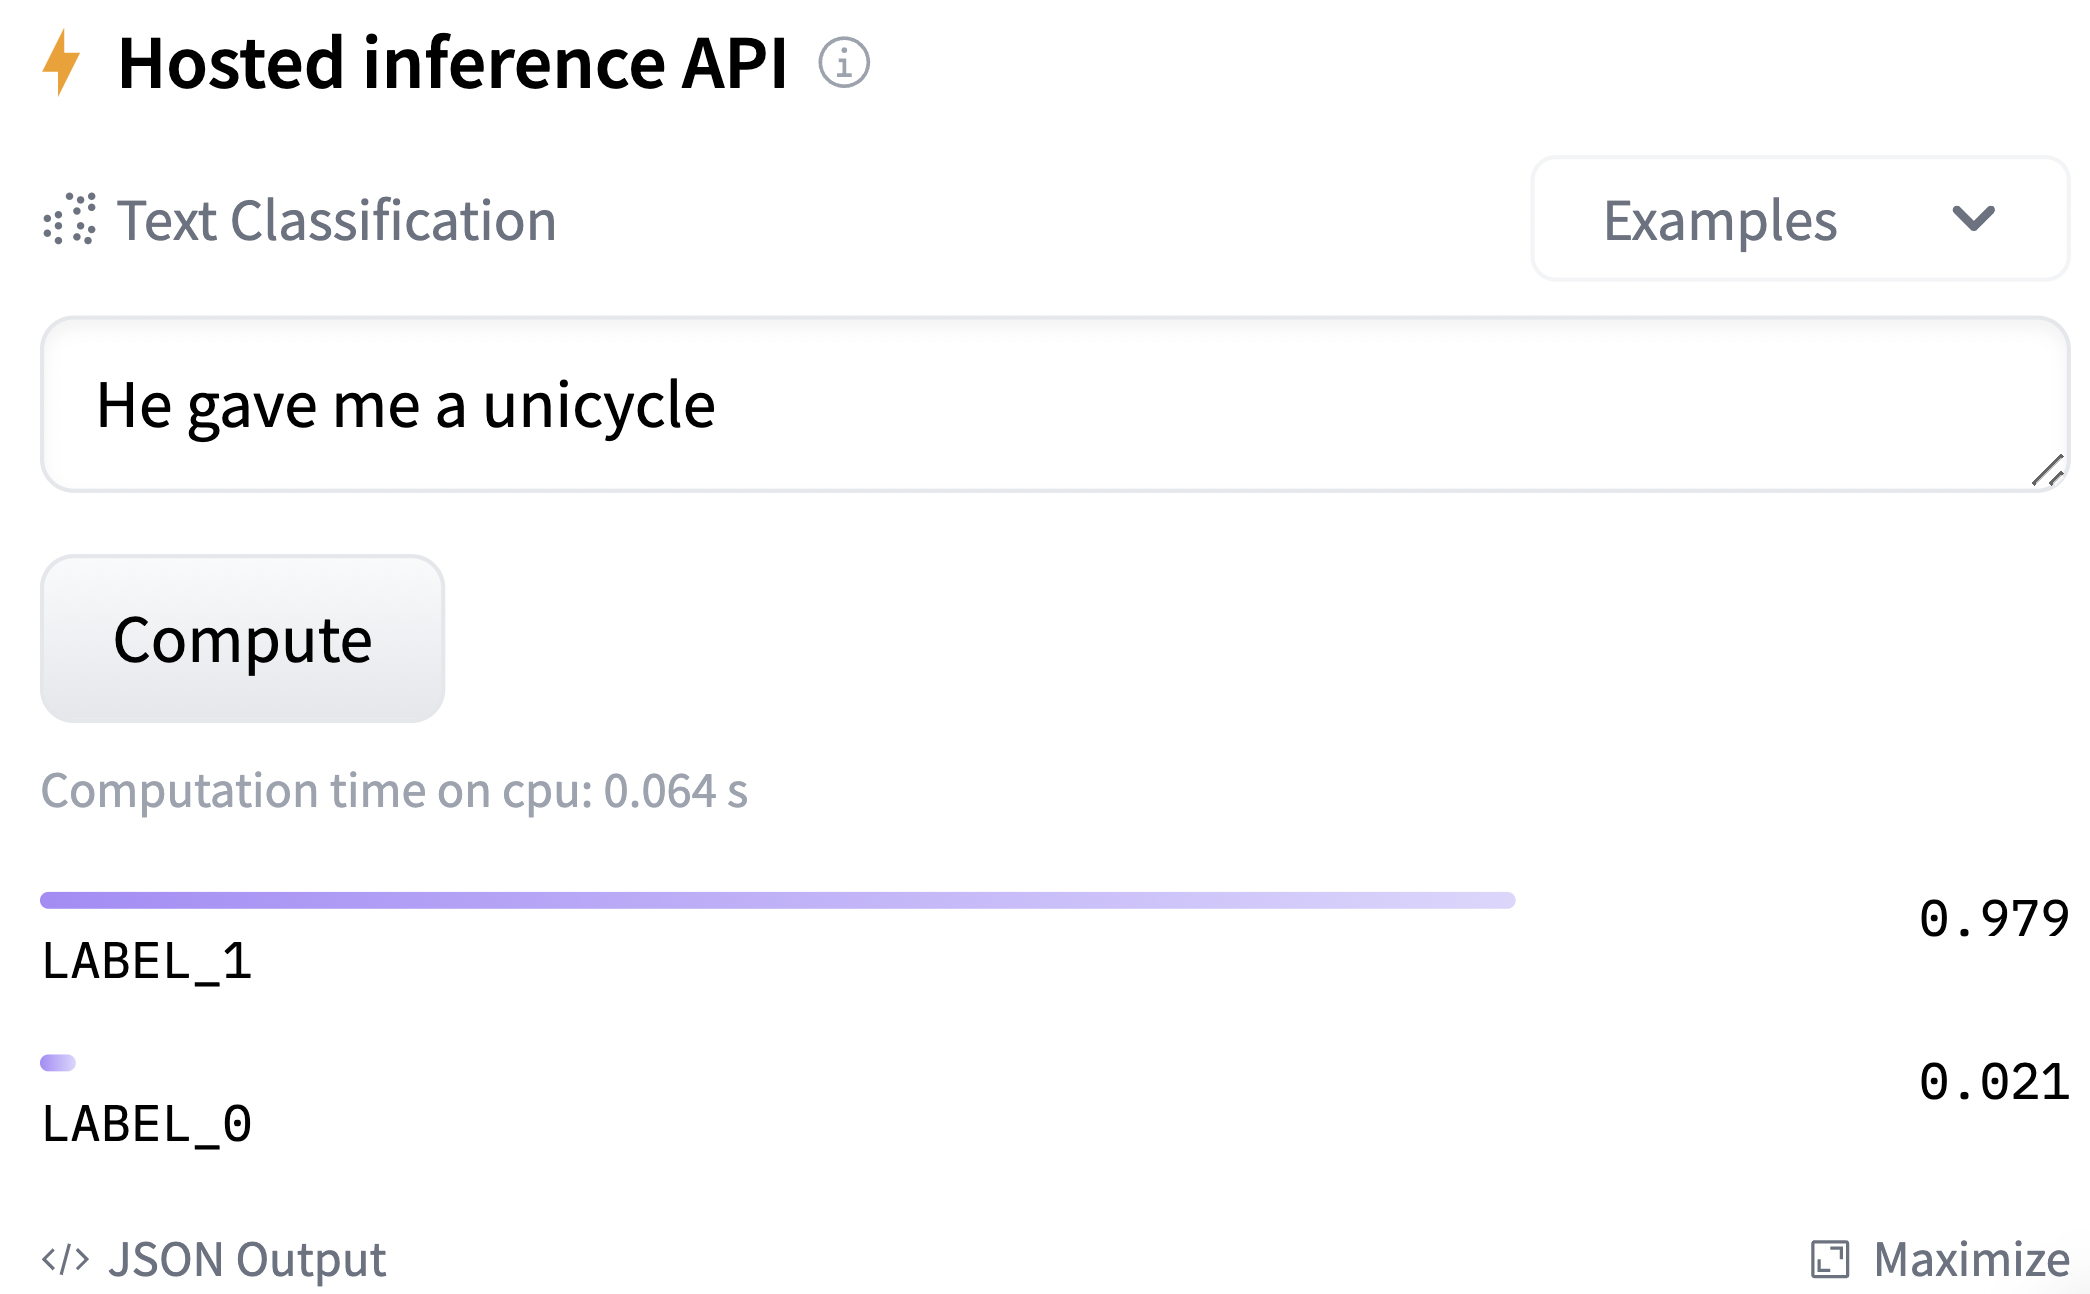 Hosted inference API
Text Classification
Examples
He gave me a unicycle
Compute
Computation time on cpu: 0.064 s
0.979
LABEL_1
0.021
LABEL_0
</> JSON Output
Maximize